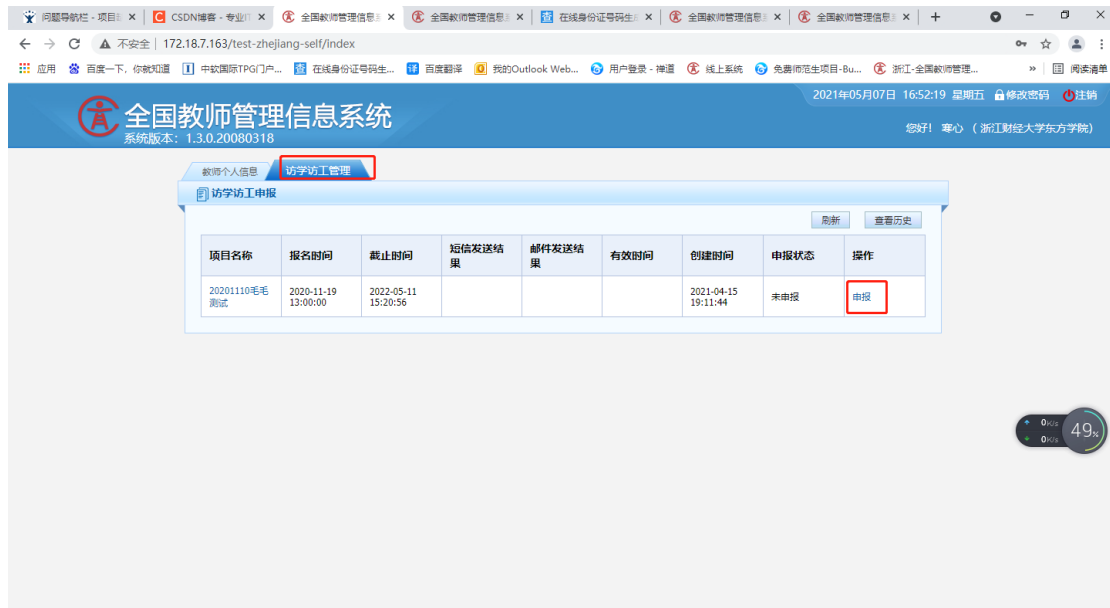 问题导航栏 - 项目
CSDN博客 - 专业IT
全国教师管理信息
全国教师管理信息
在线身份证号码生
全国教师管理信息
全国教师管理信息
不安全 | 172.18.7.163/test-zhejiang-self/index
应用 百度一下，你就知道 中软国际TPG门户... 在线身份证号码生... 百度翻译 我的Outlook Web... 用户登录 - 禅道 线上系统 免费师范生项目-Bu... 浙江-全国教师管理... » 阅读清单
2021年05月07日 16:52:19 星期五 修改密码 注销
全国教师管理信息系统
系统版本：1.3.0.20080318
您好！ 寒心 （ 浙江财经大学东方学院）
教师个人信息 访学访工管理
访学访工申报
刷新 查看历史
项目名称 报名时间 截止时间 短信发送结果 邮件发送结果 有效时间 创建时间 申报状态 操作
20201110毛毛测试 2020-11-19 13:00:00 2022-05-11 15:20:56 2021-04-15 19:11:44 未申报 申报
0K/s
0K/s
49%